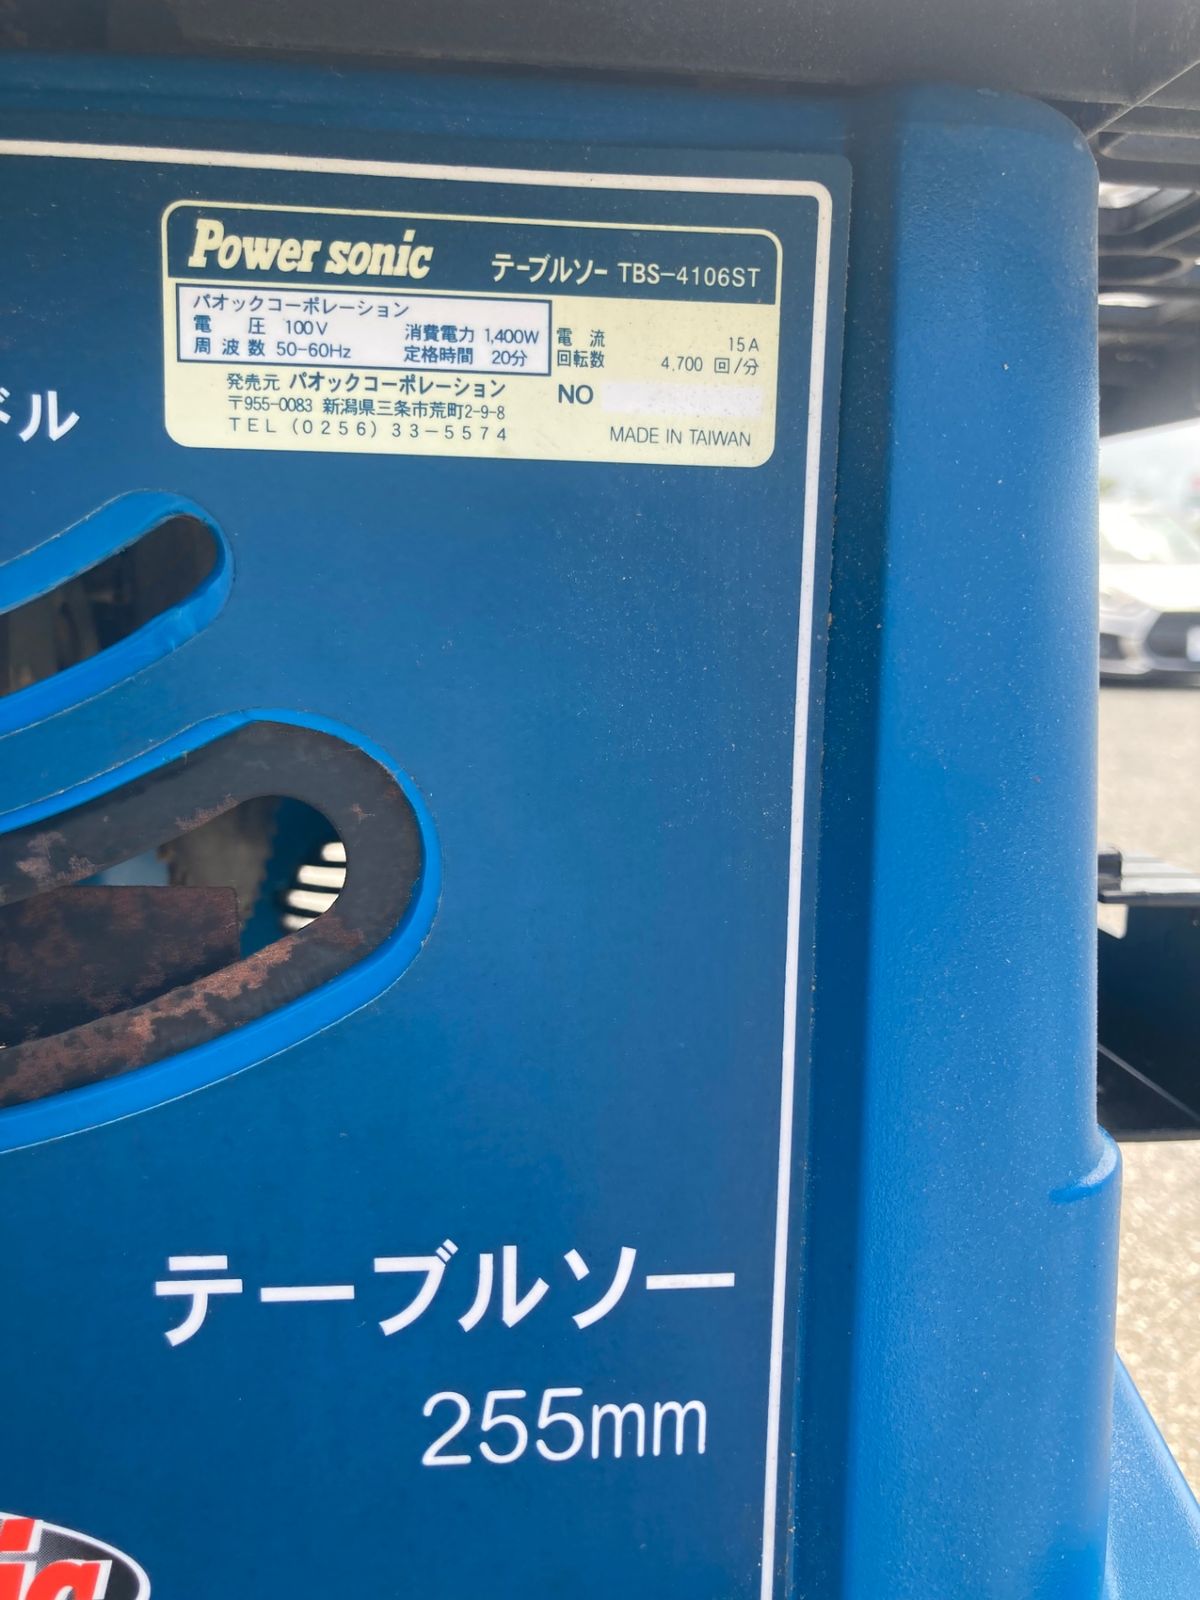 Power sonic テーブルソー TBS-4106ST
パオックコーポレーション
電圧 100V 消費電力 1,400W
周波数 50-60Hz 定格時間 20分
電流 15A
回転数 4,700 回/分
発売元 パオックコーポレーション
〒955-0083 新潟県三条市荒町2-9-8
TEL(0256)33-5574
NO
MADE IN TAIWAN
ドル
テーブルソー
255mm